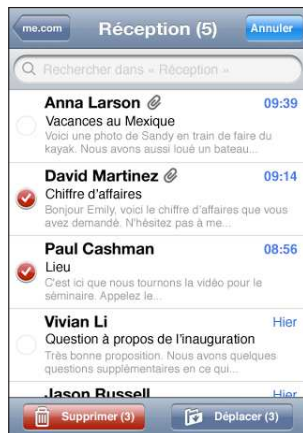 me.com Réception (5) Annuler
Rechercher dans « Réception »
Anna Larson 09:39
Vacances au Mexique
Voici une photo de Sandy en train de faire du
kayak. Nous avons aussi loué un bateau...
David Martinez 09:14
Chiffre d'affaires
Bonjour Emily, voici le chiffre d'affaires que vous
avez demandé. N'hésitez pas à me...
Paul Cashman 08:56
Lieu
C'est ici que nous tournons la vidéo pour le
séminaire. Appelez le...
Vivian Li Hier
Question à propos de l'inauguration
Très bonne proposition. Nous avons quelques
questions supplémentaires en ce qui...
Jason Russell Hier
Supprimer (3) Déplacer (3)